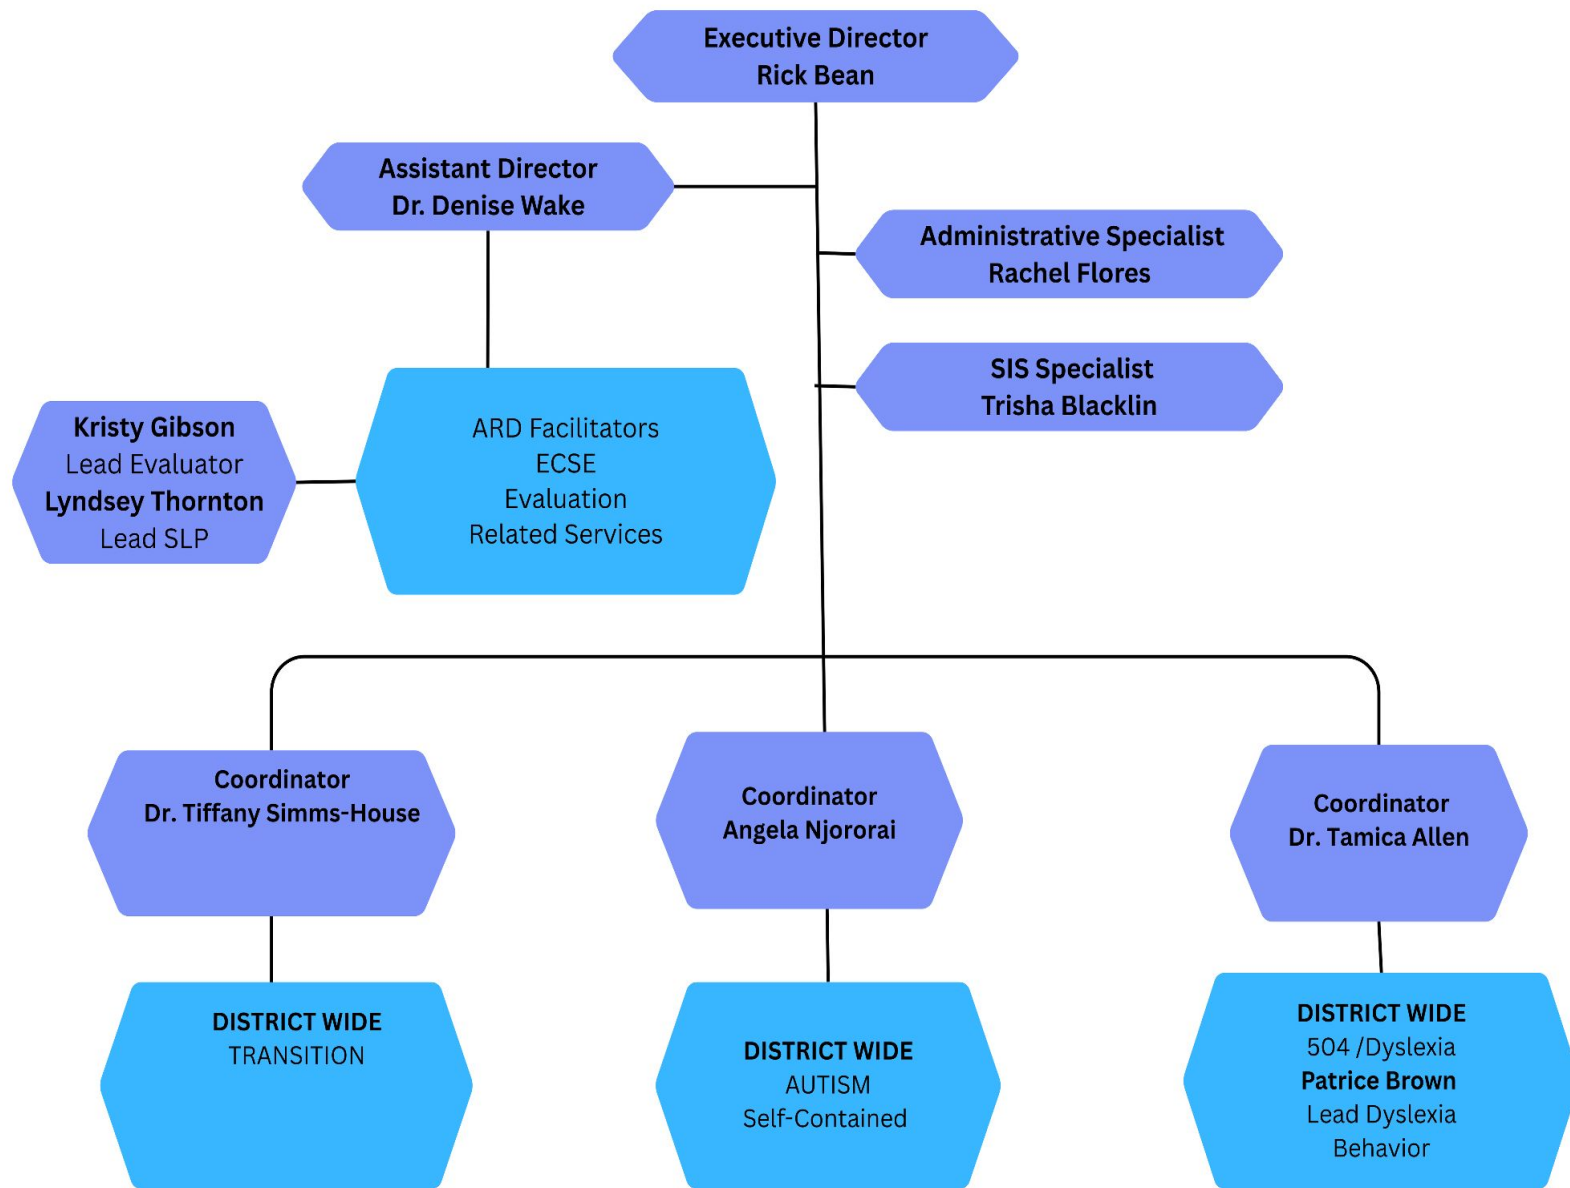 Executive Director
Rick Bean
Assistant Director
Dr. Denise Wake
Administrative Specialist
Rachel Flores
SIS Specialist
Trisha Blacklin
Kristy Gibson
Lead Evaluator
Lyndsey Thornton
Lead SLP
ARD Facilitators
ECSE
Evaluation
Related Services
Coordinator
Dr. Tiffany Simms-House
Coordinator
Angela Njororai
Coordinator
Dr. Tamica Allen
DISTRICT WIDE
TRANSITION
DISTRICT WIDE
AUTISM
Self-Contained
DISTRICT WIDE
504 /Dyslexia
Patrice Brown
Lead Dyslexia
Behavior